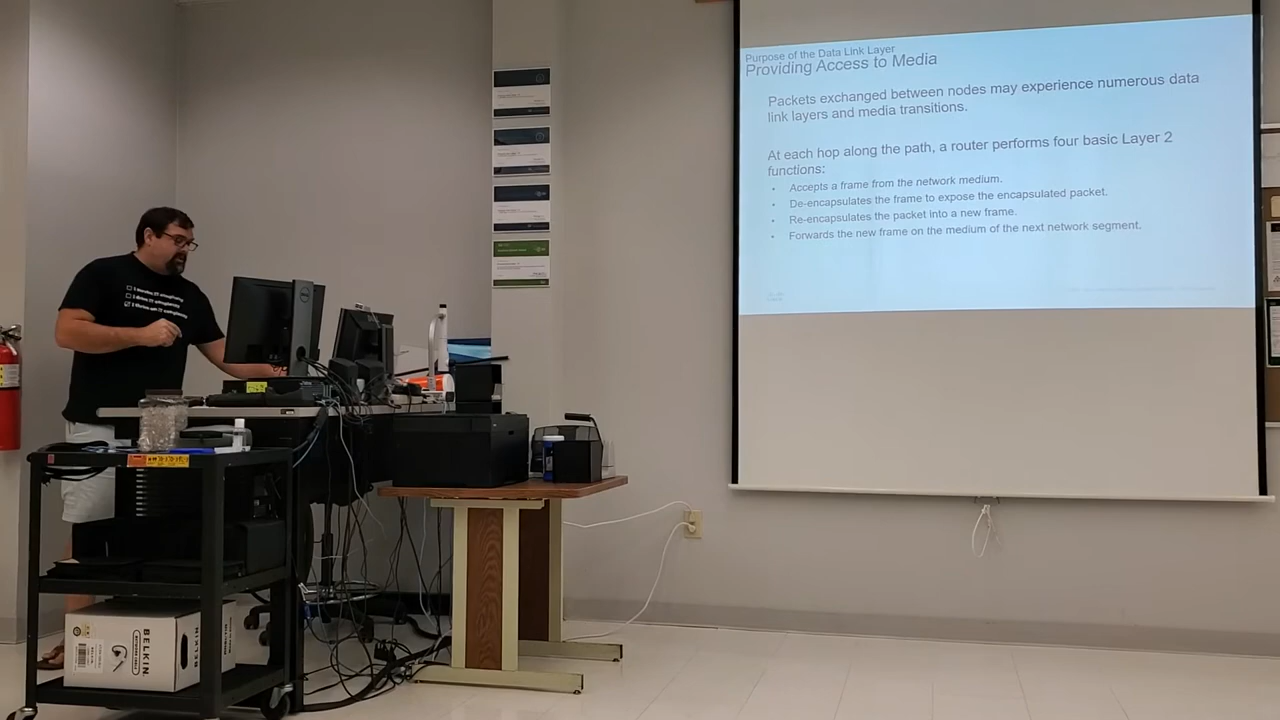 Purpose of the Data Link Layer
Providing Access to Media
Packets exchanged between nodes may experience numerous data
link layers and media transitions.
At each hop along the path, a router performs four basic Layer 2
functions:
• Accepts a frame from the network medium.
• De-encapsulates the frame to expose the encapsulated packet.
• Re-encapsulates the packet into a new frame.
• Forwards the new frame on the medium of the next network segment.
BELKIN
BELKIN